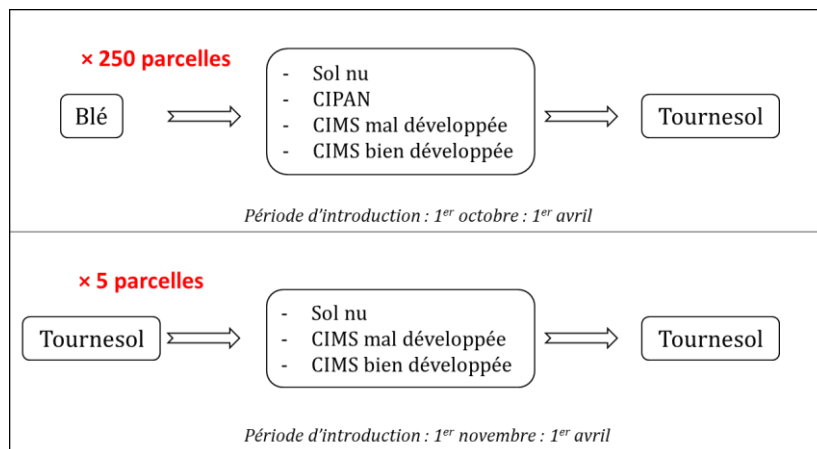 × 250 parcelles
Blé
- Sol nu
- CIPAN
- CIMS mal développée
- CIMS bien développée
Tournesol
Période d'introduction : 1er octobre : 1er avril
× 5 parcelles
Tournesol
- Sol nu
- CIMS mal développée
- CIMS bien développée
Tournesol
Période d'introduction : 1er novembre : 1er avril